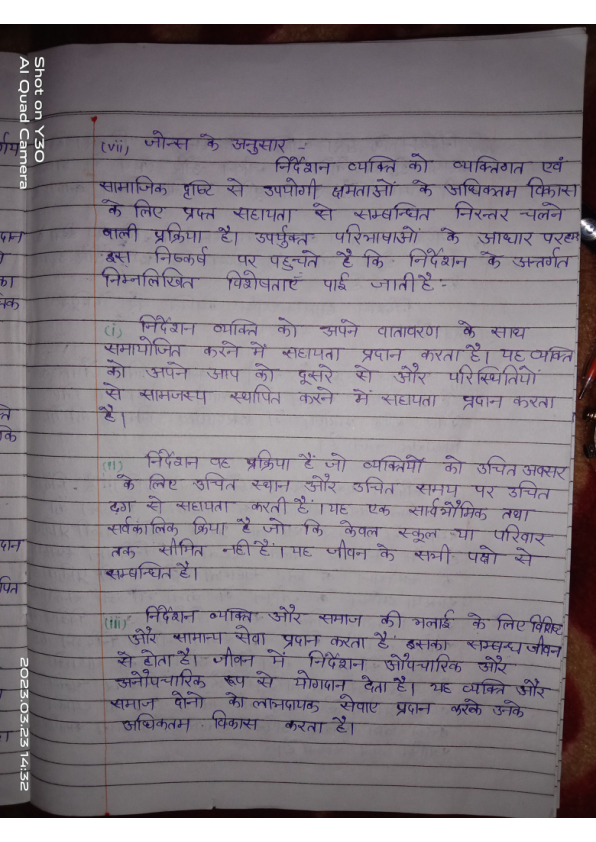 (vii) जोन्स के अनुसार :-
निर्देशन व्यक्ति को व्यक्तिगत एवं
सामाजिक दृष्टि से उपयोगी क्षमताओं के अधिकतम विकास
के लिए प्रदत्त सहायता से सम्बन्धित निरन्तर चलने
वाली प्रक्रिया है। उपर्युक्त परिभाषाओं के आधार पर हम
इस निष्कर्ष पर पहुचते है कि निर्देशन के अन्तर्गत
निम्नलिखित विशेषताएँ पाई जाती है -
(i) निर्देशन व्यक्ति को अपने वातावरण के साथ
समायोजित करने में सहायता प्रदान करता है। यह व्यक्ति
को अपने आप को दूसरे से और परिस्थितियों
से सामजस्य स्थापित करने में सहायता प्रदान करता
है।
(ii) निर्देशन वह प्रक्रिया है जो व्यक्तियों को उचित अवसर
के लिए उचित स्थान और उचित समय पर उचित
ढग से सहायता करती है। यह एक सार्वभौमिक तथा
सर्वकालिक क्रिया है जो कि केवल स्कूल या परिवार
तक सीमित नही है। यह जीवन के सभी पक्षो से
सम्बन्धित है।
(iii) निर्देशन व्यक्ति और समाज की भलाई के लिए विशिष्ट
और सामान्य सेवा प्रदान करता है इसका सम्बन्ध जीवन
से होता है। जीवन में निर्देशन औपचारिक और
अनौपचारिक रूप से योगदान देता है। यह व्यक्ति और
समाज दोनो को लाभदायक सेवाए प्रदान करके उनके
अधिकतम विकास करता है।
Shot on Y30
AI Quad Camera
2023.03.23 14:32